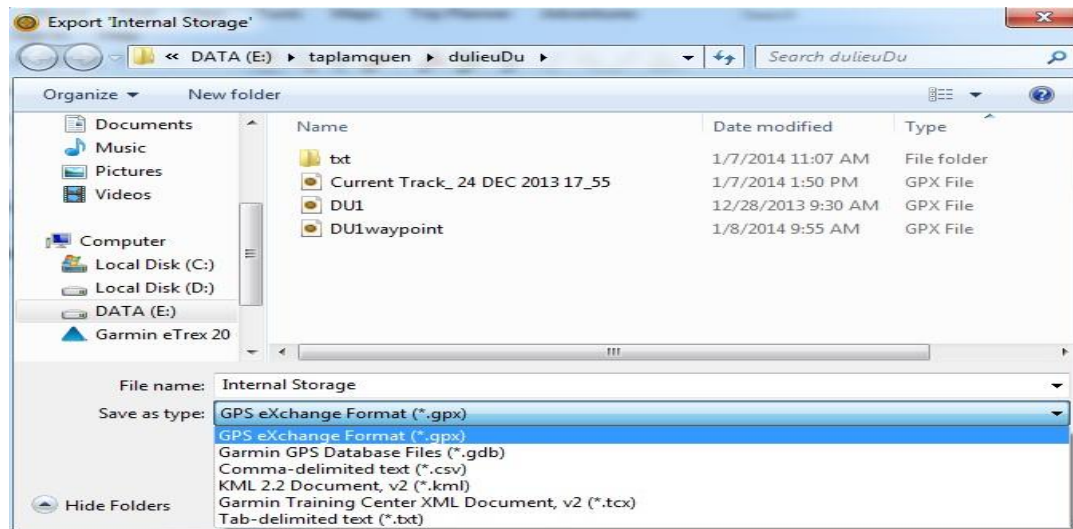 Export 'Internal Storage'
« DATA (E:) taplamquen dulieuDu
Search dulieuDu
Organize New folder
Documents
Music
Pictures
Videos
Computer
Local Disk (C:)
Local Disk (D:)
DATA (E:)
Garmin eTrex 20
Name Date modified Type
txt 1/7/2014 11:07 AM File folder
Current Track_ 24 DEC 2013 17_55 1/7/2014 1:50 PM GPX File
DU1 12/28/2013 9:30 AM GPX File
DU1waypoint 1/8/2014 9:55 AM GPX File
File name: Internal Storage
Save as type: GPS eXchange Format (*.gpx)
GPS eXchange Format (*.gpx)
Garmin GPS Database Files (*.gdb)
Comma-delimited text (*.csv)
KML 2.2 Document, v2 (*.kml)
Garmin Training Center XML Document, v2 (*.tcx)
Tab-delimited text (*.txt)
Hide Folders